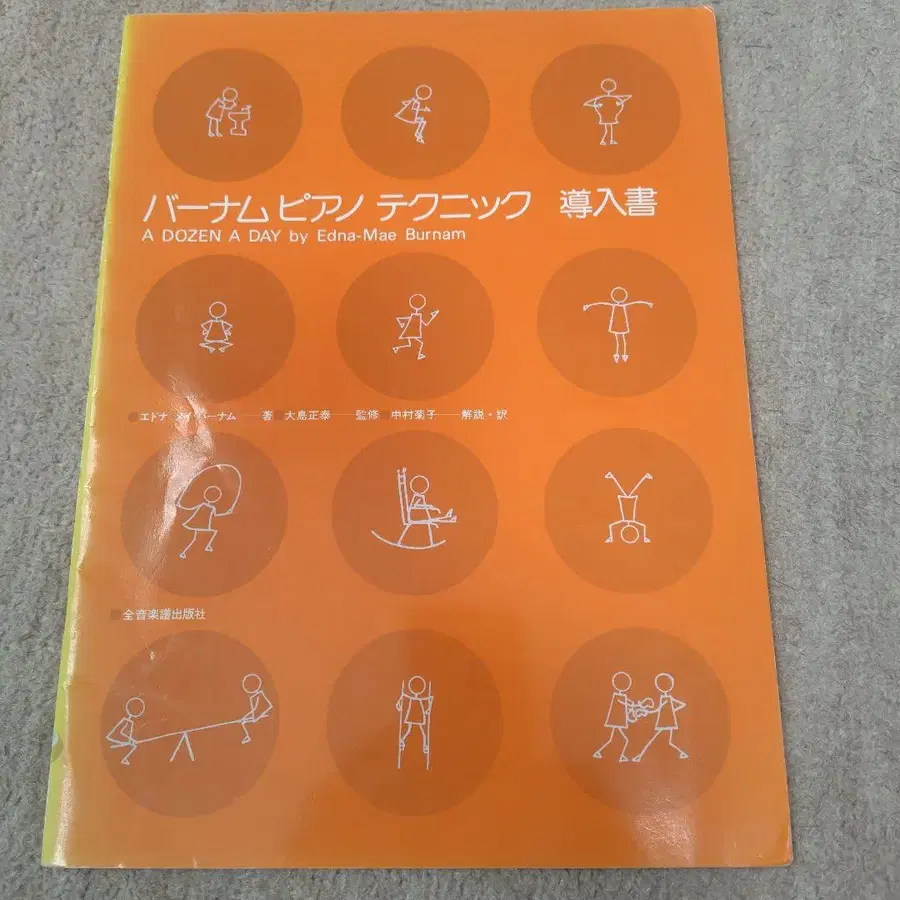 バーナム ピアノ テクニック 導入書
A DOZEN A DAY by Edna-Mae Burnam
■エドナ メイ バーナム——著■大島正泰——監修■中村菊子——解説・訳
■全音楽譜出版社